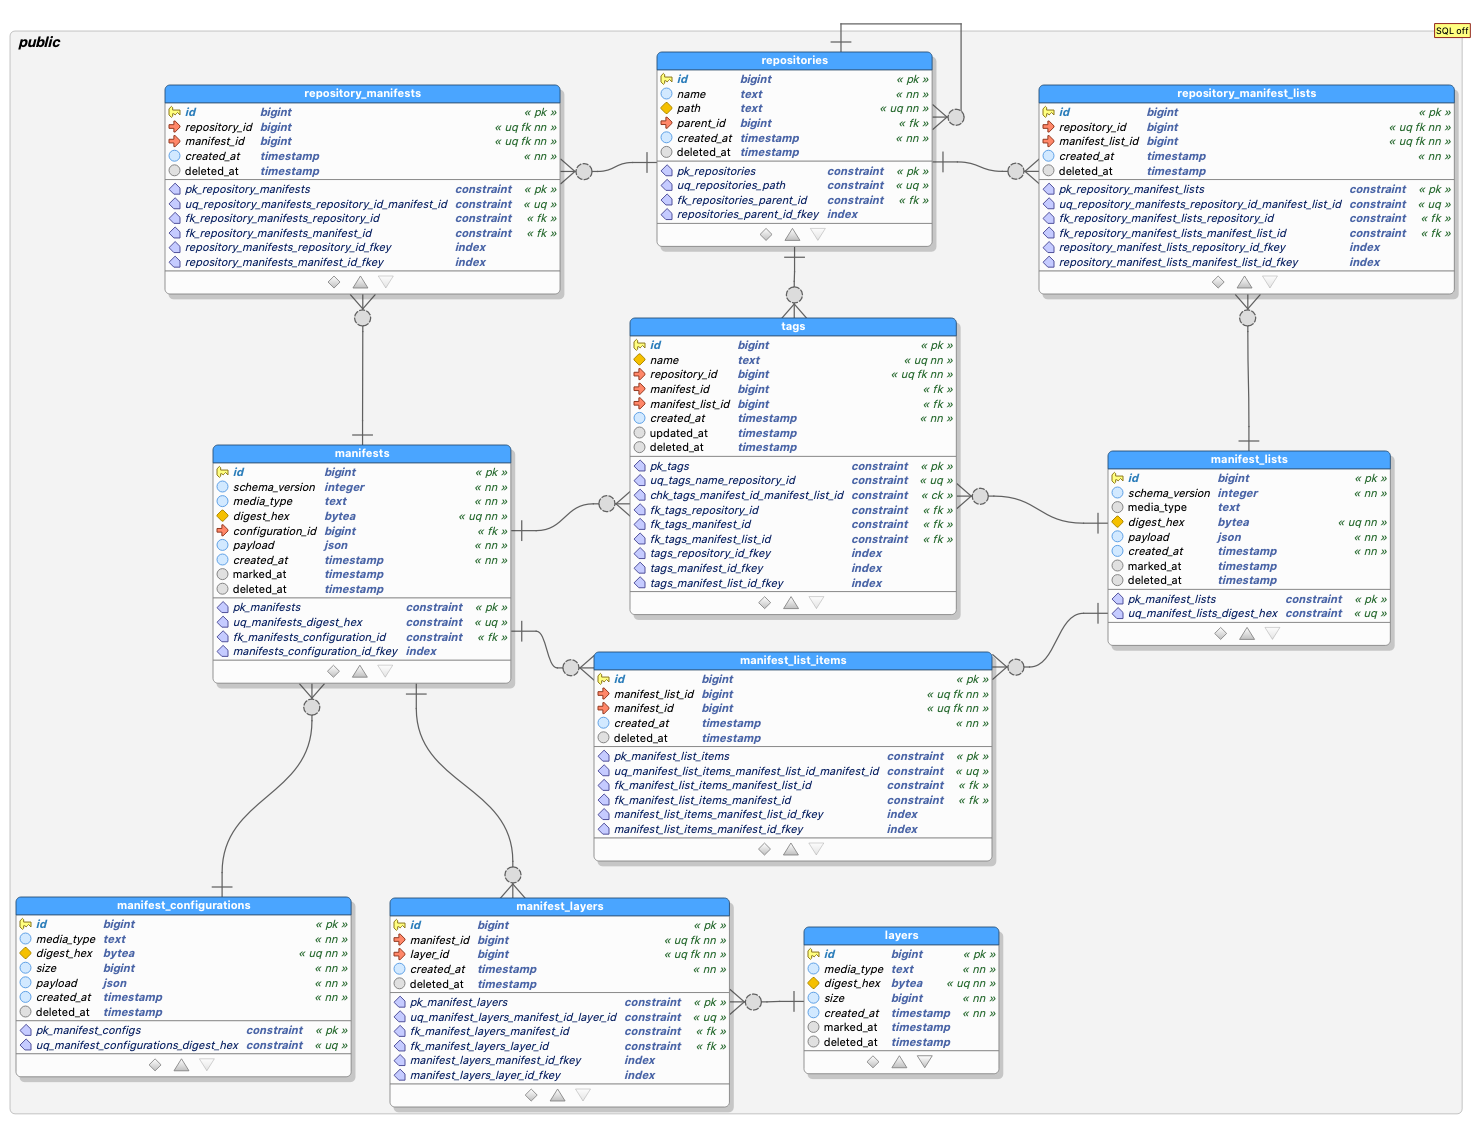 SQL off
public
repositories
id bigint « pk »
name text « nn »
path text « uq nn »
parent_id bigint « fk »
created_at timestamp « nn »
deleted_at timestamp
pk_repositories constraint « pk »
uq_repositories_path constraint « uq »
fk_repositories_parent_id constraint « fk »
repositories_parent_id_fkey index
repository_manifests
id bigint « pk »
repository_id bigint « uq fk nn »
manifest_id bigint « uq fk nn »
created_at timestamp « nn »
deleted_at timestamp
pk_repository_manifests constraint « pk »
uq_repository_manifests_repository_id_manifest_id constraint « uq »
fk_repository_manifests_repository_id constraint « fk »
fk_repository_manifests_manifest_id constraint « fk »
repository_manifests_repository_id_fkey index
repository_manifests_manifest_id_fkey index
repository_manifest_lists
id bigint « pk »
repository_id bigint « uq fk nn »
manifest_list_id bigint « uq fk nn »
created_at timestamp « nn »
deleted_at timestamp
pk_repository_manifest_lists constraint « pk »
uq_repository_manifests_repository_id_manifest_list_id constraint « uq »
fk_repository_manifest_lists_repository_id constraint « fk »
fk_repository_manifest_lists_manifest_list_id constraint « fk »
repository_manifest_lists_repository_id_fkey index
repository_manifest_lists_manifest_list_id_fkey index
tags
id bigint « pk »
name text « uq nn »
repository_id bigint « uq fk nn »
manifest_id bigint « fk »
manifest_list_id bigint « fk »
created_at timestamp « nn »
updated_at timestamp
deleted_at timestamp
pk_tags constraint « pk »
uq_tags_name_repository_id constraint « uq »
chk_tags_manifest_id_manifest_list_id constraint « ck »
fk_tags_repository_id constraint « fk »
fk_tags_manifest_id constraint « fk »
fk_tags_manifest_list_id constraint « fk »
tags_repository_id_fkey index
tags_manifest_id_fkey index
tags_manifest_list_id_fkey index
manifests
id bigint « pk »
schema_version integer « nn »
media_type text « nn »
digest_hex bytea « uq nn »
configuration_id bigint « fk »
payload json « nn »
created_at timestamp « nn »
marked_at timestamp
deleted_at timestamp
pk_manifests constraint « pk »
uq_manifests_digest_hex constraint « uq »
fk_manifests_configuration_id constraint « fk »
manifests_configuration_id_fkey index
manifest_lists
id bigint « pk »
schema_version integer « nn »
media_type text
digest_hex bytea « uq nn »
payload json « nn »
created_at timestamp « nn »
marked_at timestamp
deleted_at timestamp
pk_manifest_lists constraint « pk »
uq_manifest_lists_digest_hex constraint « uq »
manifest_list_items
id bigint « pk »
manifest_list_id bigint « uq fk nn »
manifest_id bigint « uq fk nn »
created_at timestamp « nn »
deleted_at timestamp
pk_manifest_list_items constraint « pk »
uq_manifest_list_items_manifest_list_id_manifest_id constraint « uq »
fk_manifest_list_items_manifest_list_id constraint « fk »
fk_manifest_list_items_manifest_id constraint « fk »
manifest_list_items_manifest_list_id_fkey index
manifest_list_items_manifest_id_fkey index
manifest_configurations
id bigint « pk »
media_type text « nn »
digest_hex bytea « uq nn »
size bigint « nn »
payload json « nn »
created_at timestamp « nn »
deleted_at timestamp
pk_manifest_configs constraint « pk »
uq_manifest_configurations_digest_hex constraint « uq »
manifest_layers
id bigint « pk »
manifest_id bigint « uq fk nn »
layer_id bigint « uq fk nn »
created_at timestamp « nn »
deleted_at timestamp
pk_manifest_layers constraint « pk »
uq_manifest_layers_manifest_id_layer_id constraint « uq »
fk_manifest_layers_manifest_id constraint « fk »
fk_manifest_layers_layer_id constraint « fk »
manifest_layers_manifest_id_fkey index
manifest_layers_layer_id_fkey index
layers
id bigint « pk »
media_type text « nn »
digest_hex bytea « uq nn »
size bigint « nn »
created_at timestamp « nn »
marked_at timestamp
deleted_at timestamp